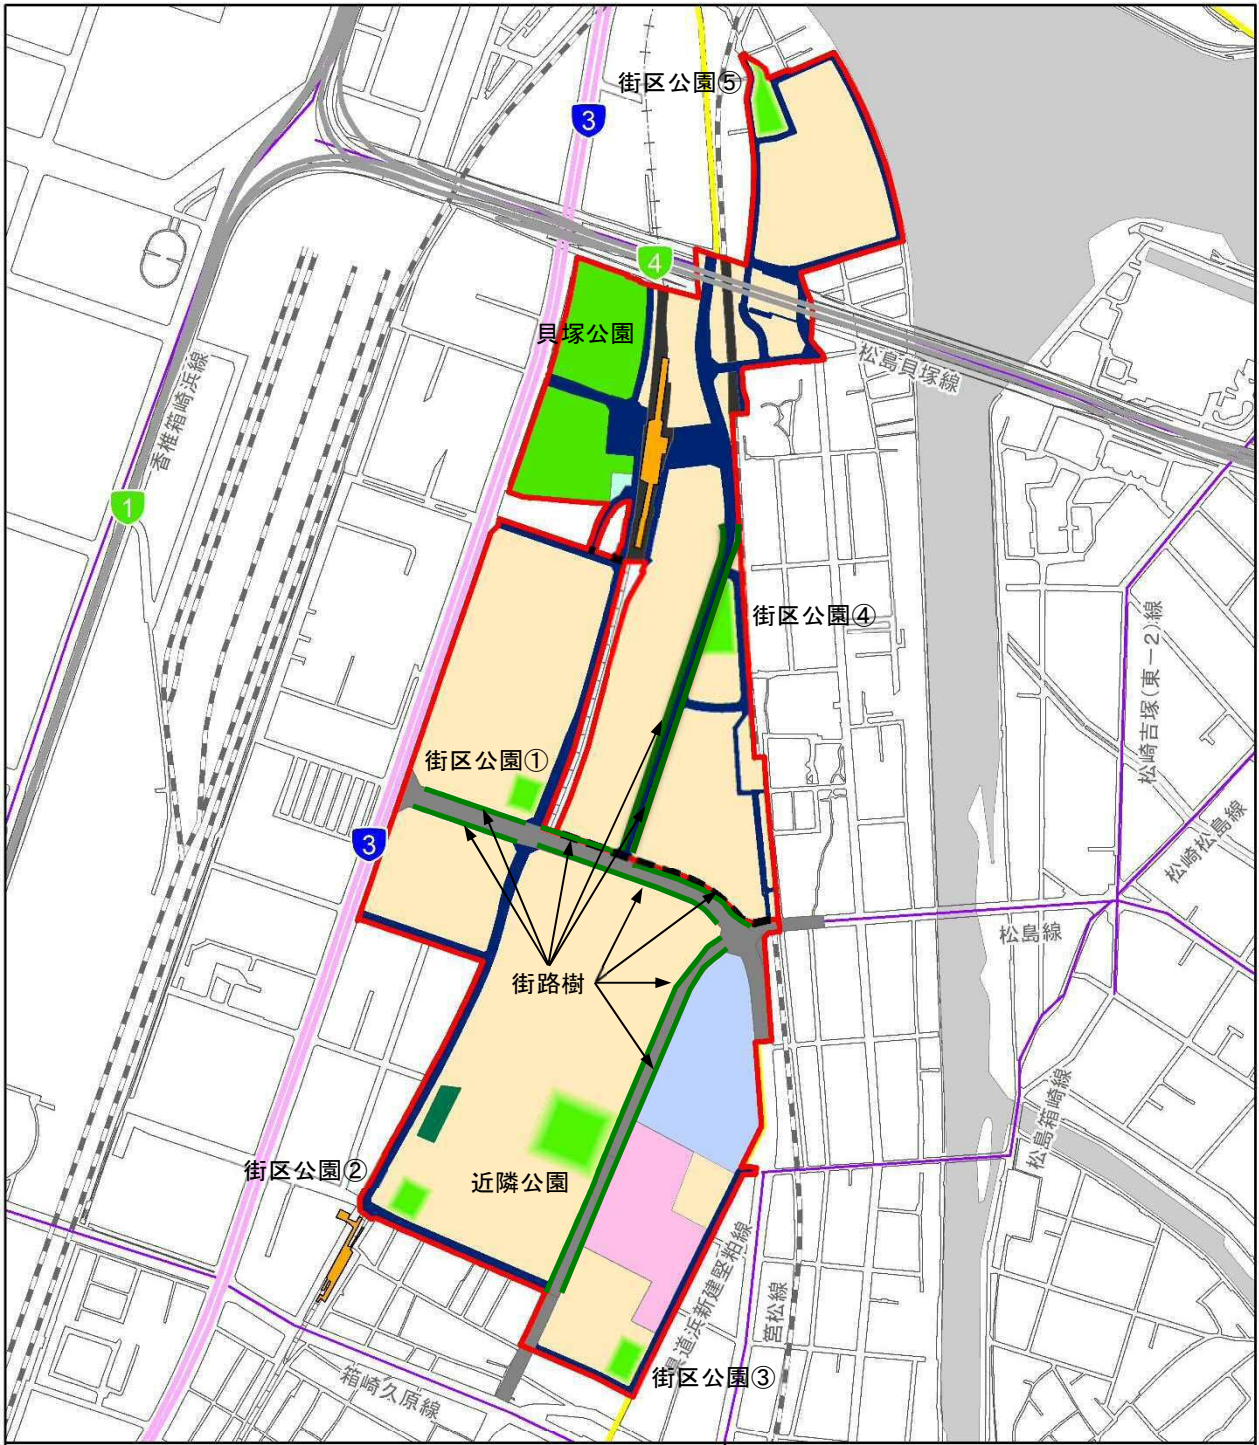 街区公園⑤
3
4
貝塚公園
松島貝塚線
香椎箱崎浜線
1
街区公園④
松崎吉塚(東－2)線
街区公園①
3
松崎松島線
松島線
街路樹
松島箱崎線
街区公園②
近隣公園
県道浜新建堅粕線
筥松線
街区公園③
箱崎久原線